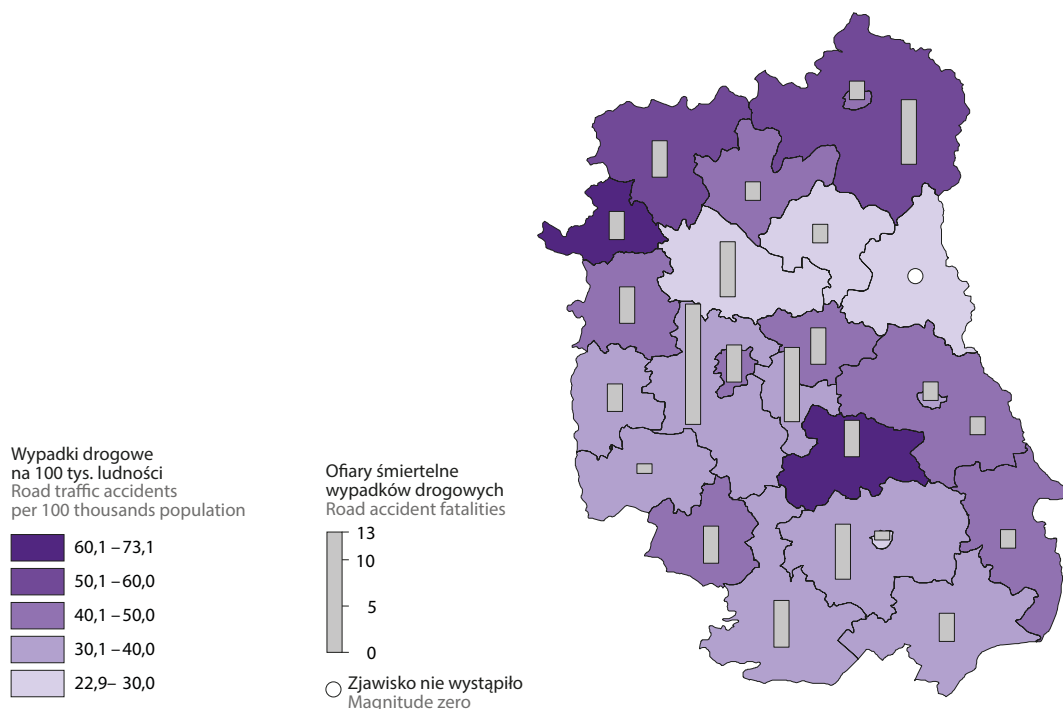 Wypadki drogowe
na 100 tys. ludności
Road traffic accidents
per 100 thousands population
60,1 – 73,1
50,1 – 60,0
40,1 – 50,0
30,1 – 40,0
22,9 – 30,0
Ofiary śmiertelne
wypadków drogowych
Road accident fatalities
13
10
5
0
Zjawisko nie wystąpiło
Magnitude zero